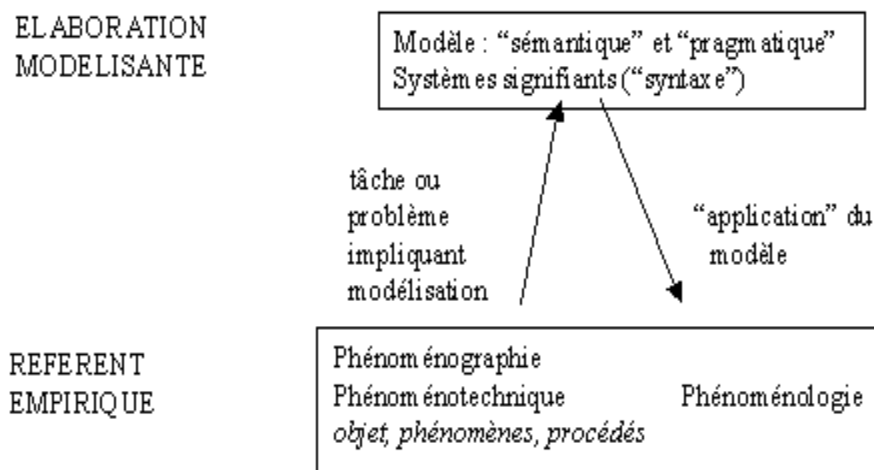 ELABORATION
MODELISANTE
Modèle : “sémantique” et “pragmatique”
Systèmes signifiants (“syntaxe”)
tâche ou
problème
impliquant
modélisation
“application” du
modèle
REFERENT
EMPIRIQUE
Phénoménographie
Phénoménotechnique Phénoménologie
objet, phénomènes, procédés